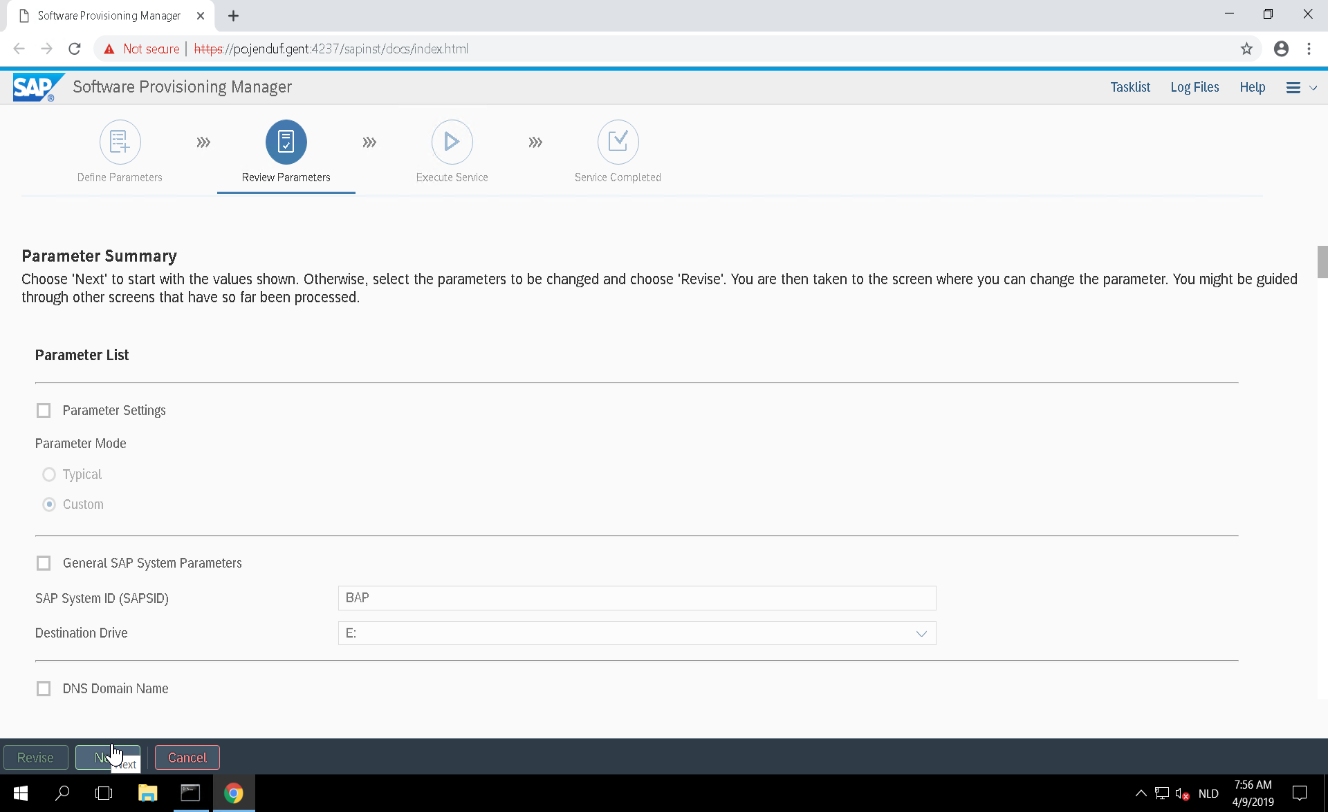 Software Provisioning Manager
Not secure https://pojenduf.gent:4237/sapinst/docs/index.html
SAP Software Provisioning Manager Tasklist Log Files Help
Define Parameters Review Parameters Execute Service Service Completed
Parameter Summary
Choose 'Next' to start with the values shown. Otherwise, select the parameters to be changed and choose 'Revise'. You are then taken to the screen where you can change the parameter. You might be guided
through other screens that have so far been processed.
Parameter List
Parameter Settings
Parameter Mode
Typical
Custom
General SAP System Parameters
SAP System ID (SAPSID) BAP
Destination Drive E:
DNS Domain Name
Revise Cancel
NLD
7:56 AM
4/9/2019